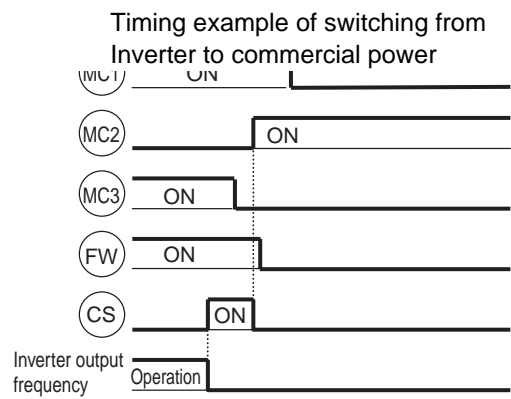 Timing example of switching from
Inverter to commercial power
MC1 ON
MC2 ON
MC3 ON
FW ON
CS ON
Inverter output
frequency Operation